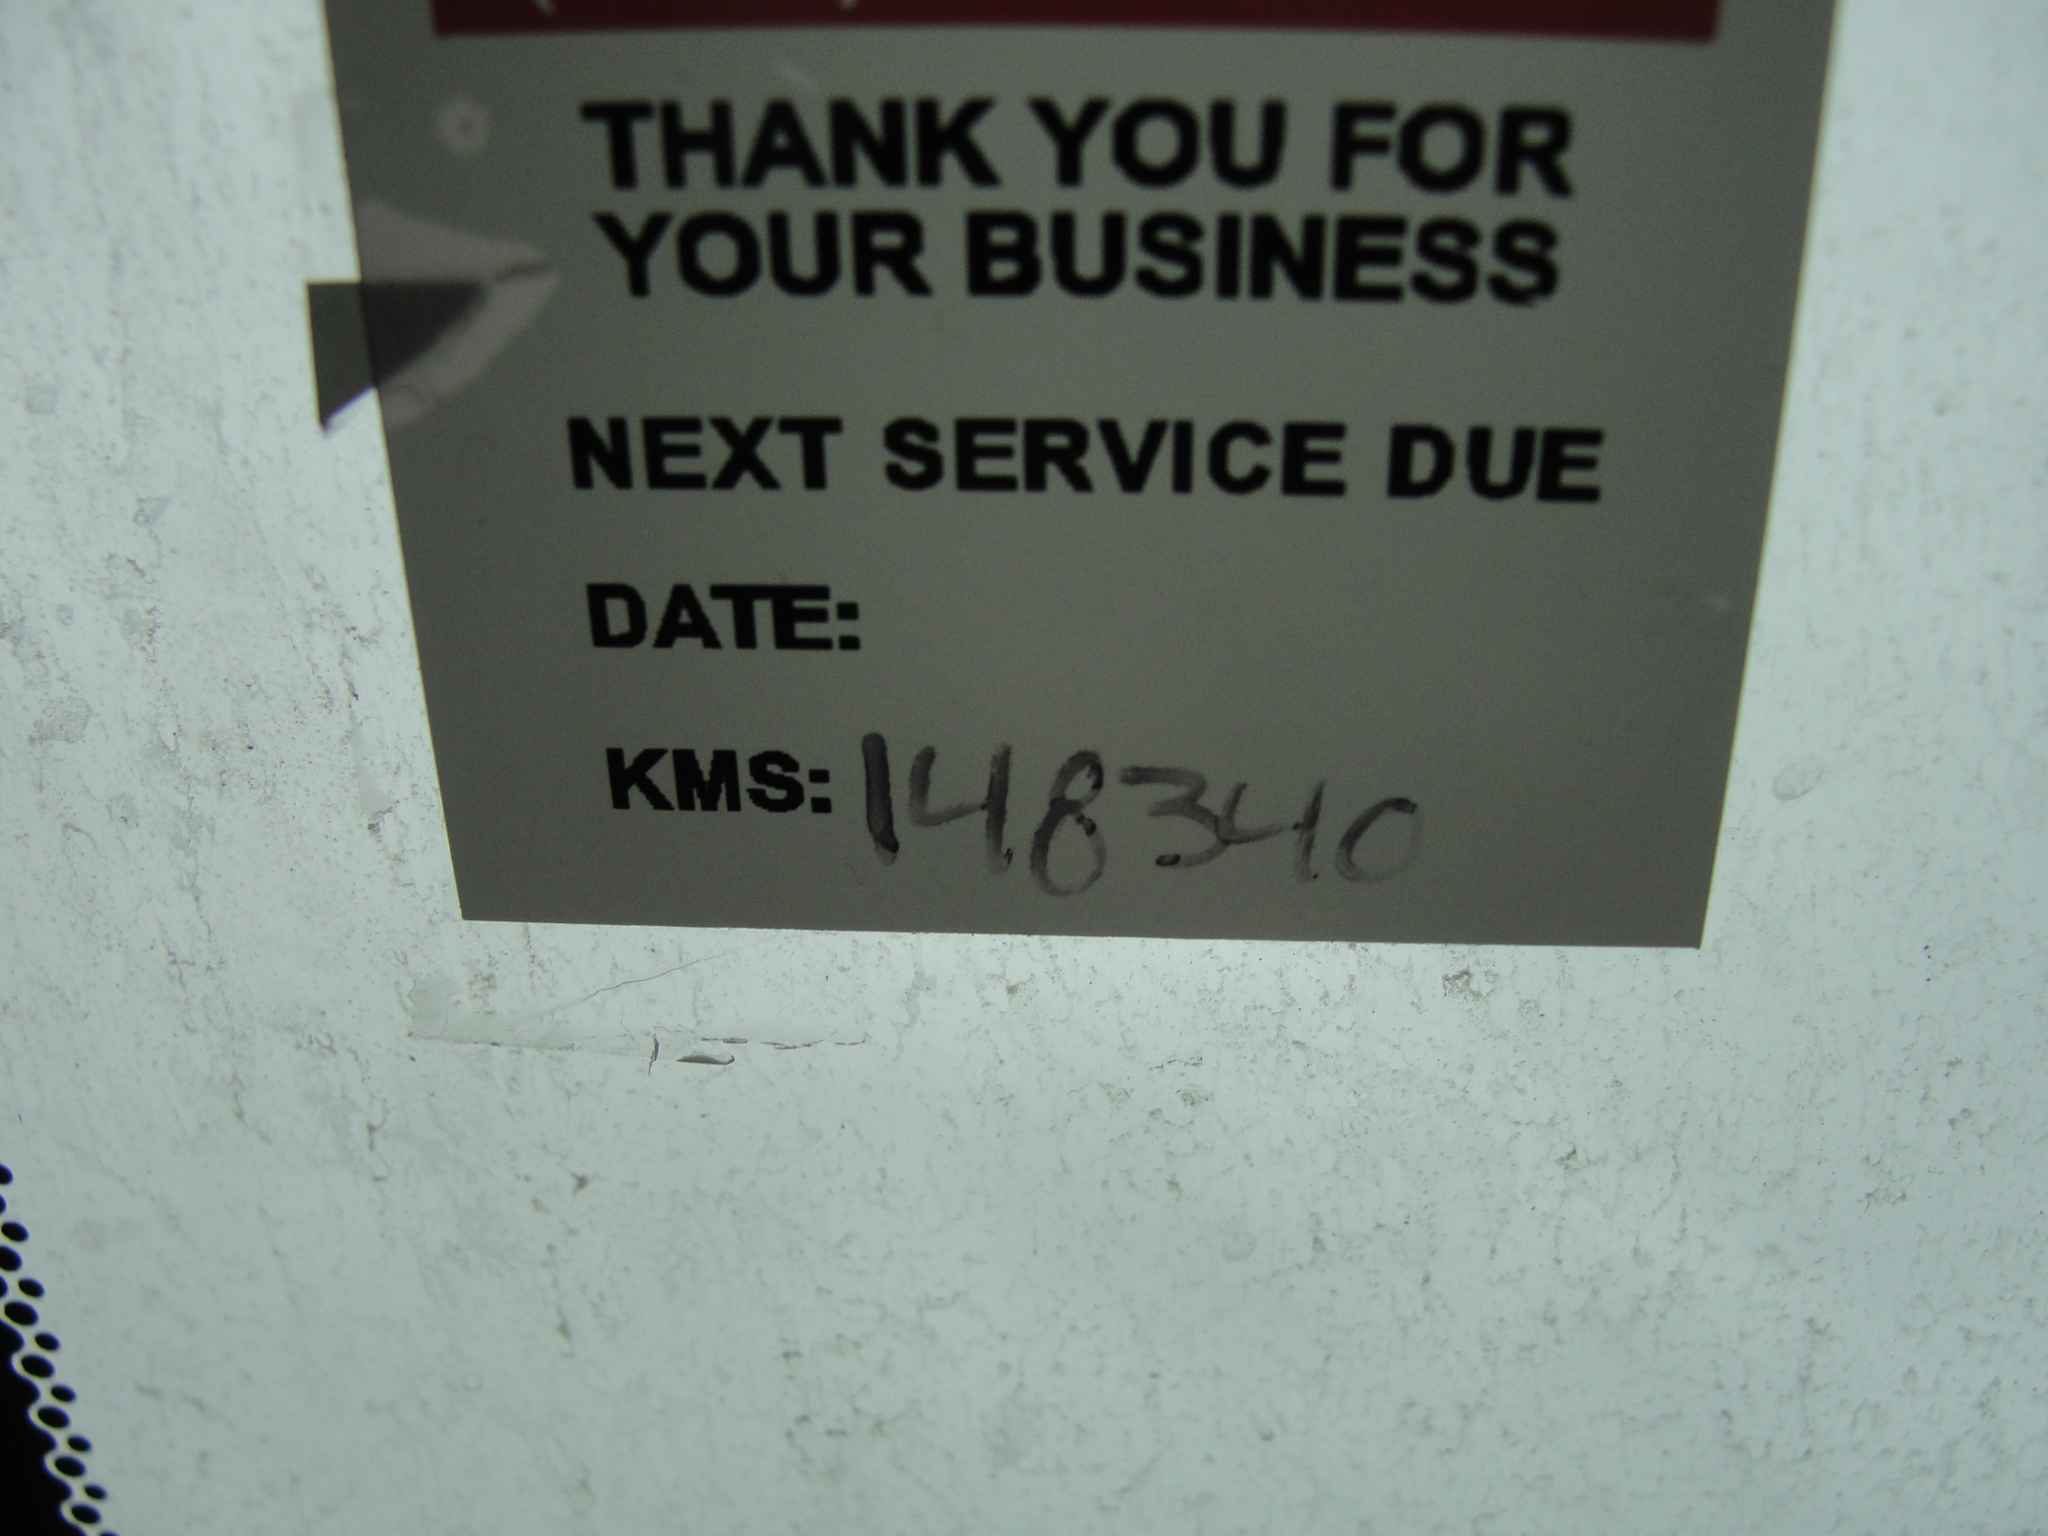 THANK YOU FOR
YOUR BUSINESS
NEXT SERVICE DUE
DATE:
KMS: 148340